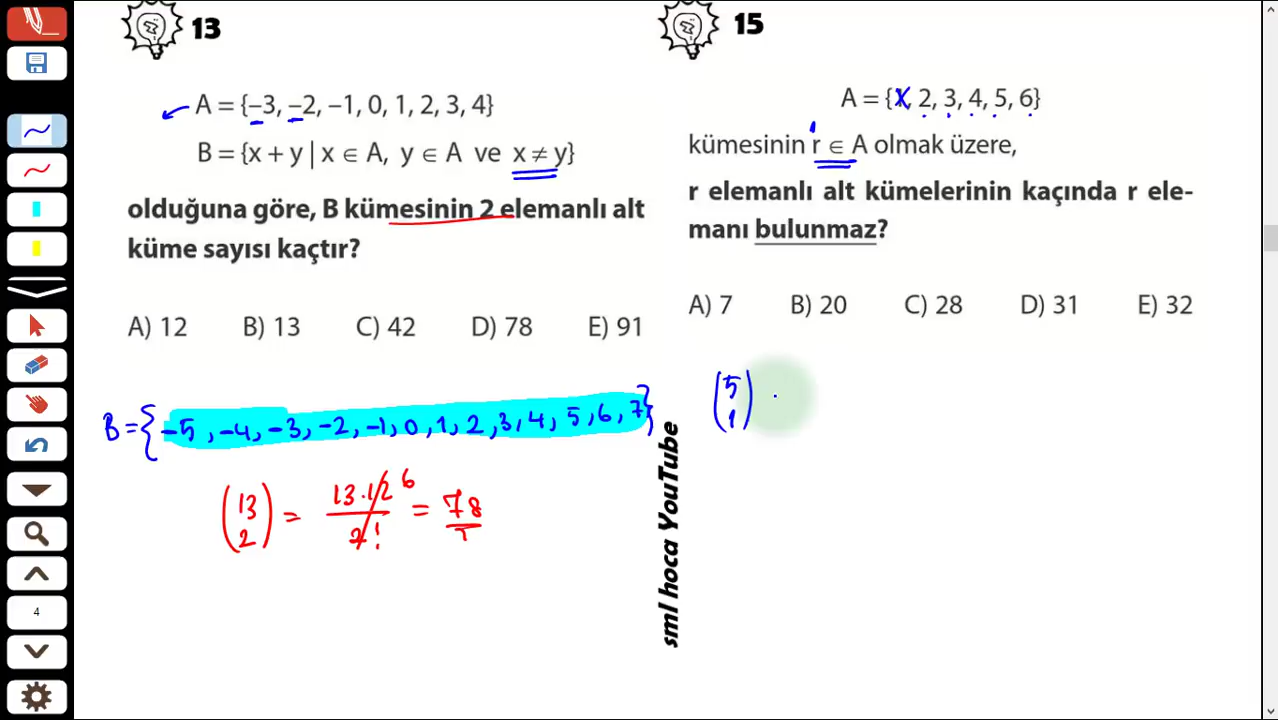 13
A = {–3, –2, –1, 0, 1, 2, 3, 4}
B = {x + y | x ∈ A, y ∈ A ve x ≠ y}
olduğuna göre, B kümesinin 2 elemanlı alt
küme sayısı kaçtır?
A) 12 B) 13 C) 42 D) 78 E) 91
B = {-5, -4, -3, -2, -1, 0, 1, 2, 3, 4, 5, 6, 7}
(13 2) = 13.12 6 / 2! = 78
15
A = {1, 2, 3, 4, 5, 6}
kümesinin r ∈ A olmak üzere,
r elemanlı alt kümelerinin kaçında r ele-
manı bulunmaz?
A) 7 B) 20 C) 28 D) 31 E) 32
(5 1)
sml hoca YouTube
4